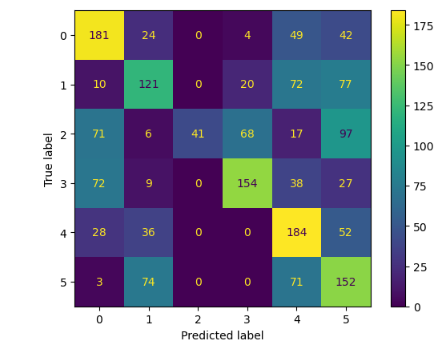 0 181 24 0 4 49 42
1 10 121 0 20 72 77
2 71 6 41 68 17 97
3 72 9 0 154 38 27
4 28 36 0 0 184 52
5 3 74 0 0 71 152
0 1 2 3 4 5
Predicted label
True label
175
150
125
100
75
50
25
0